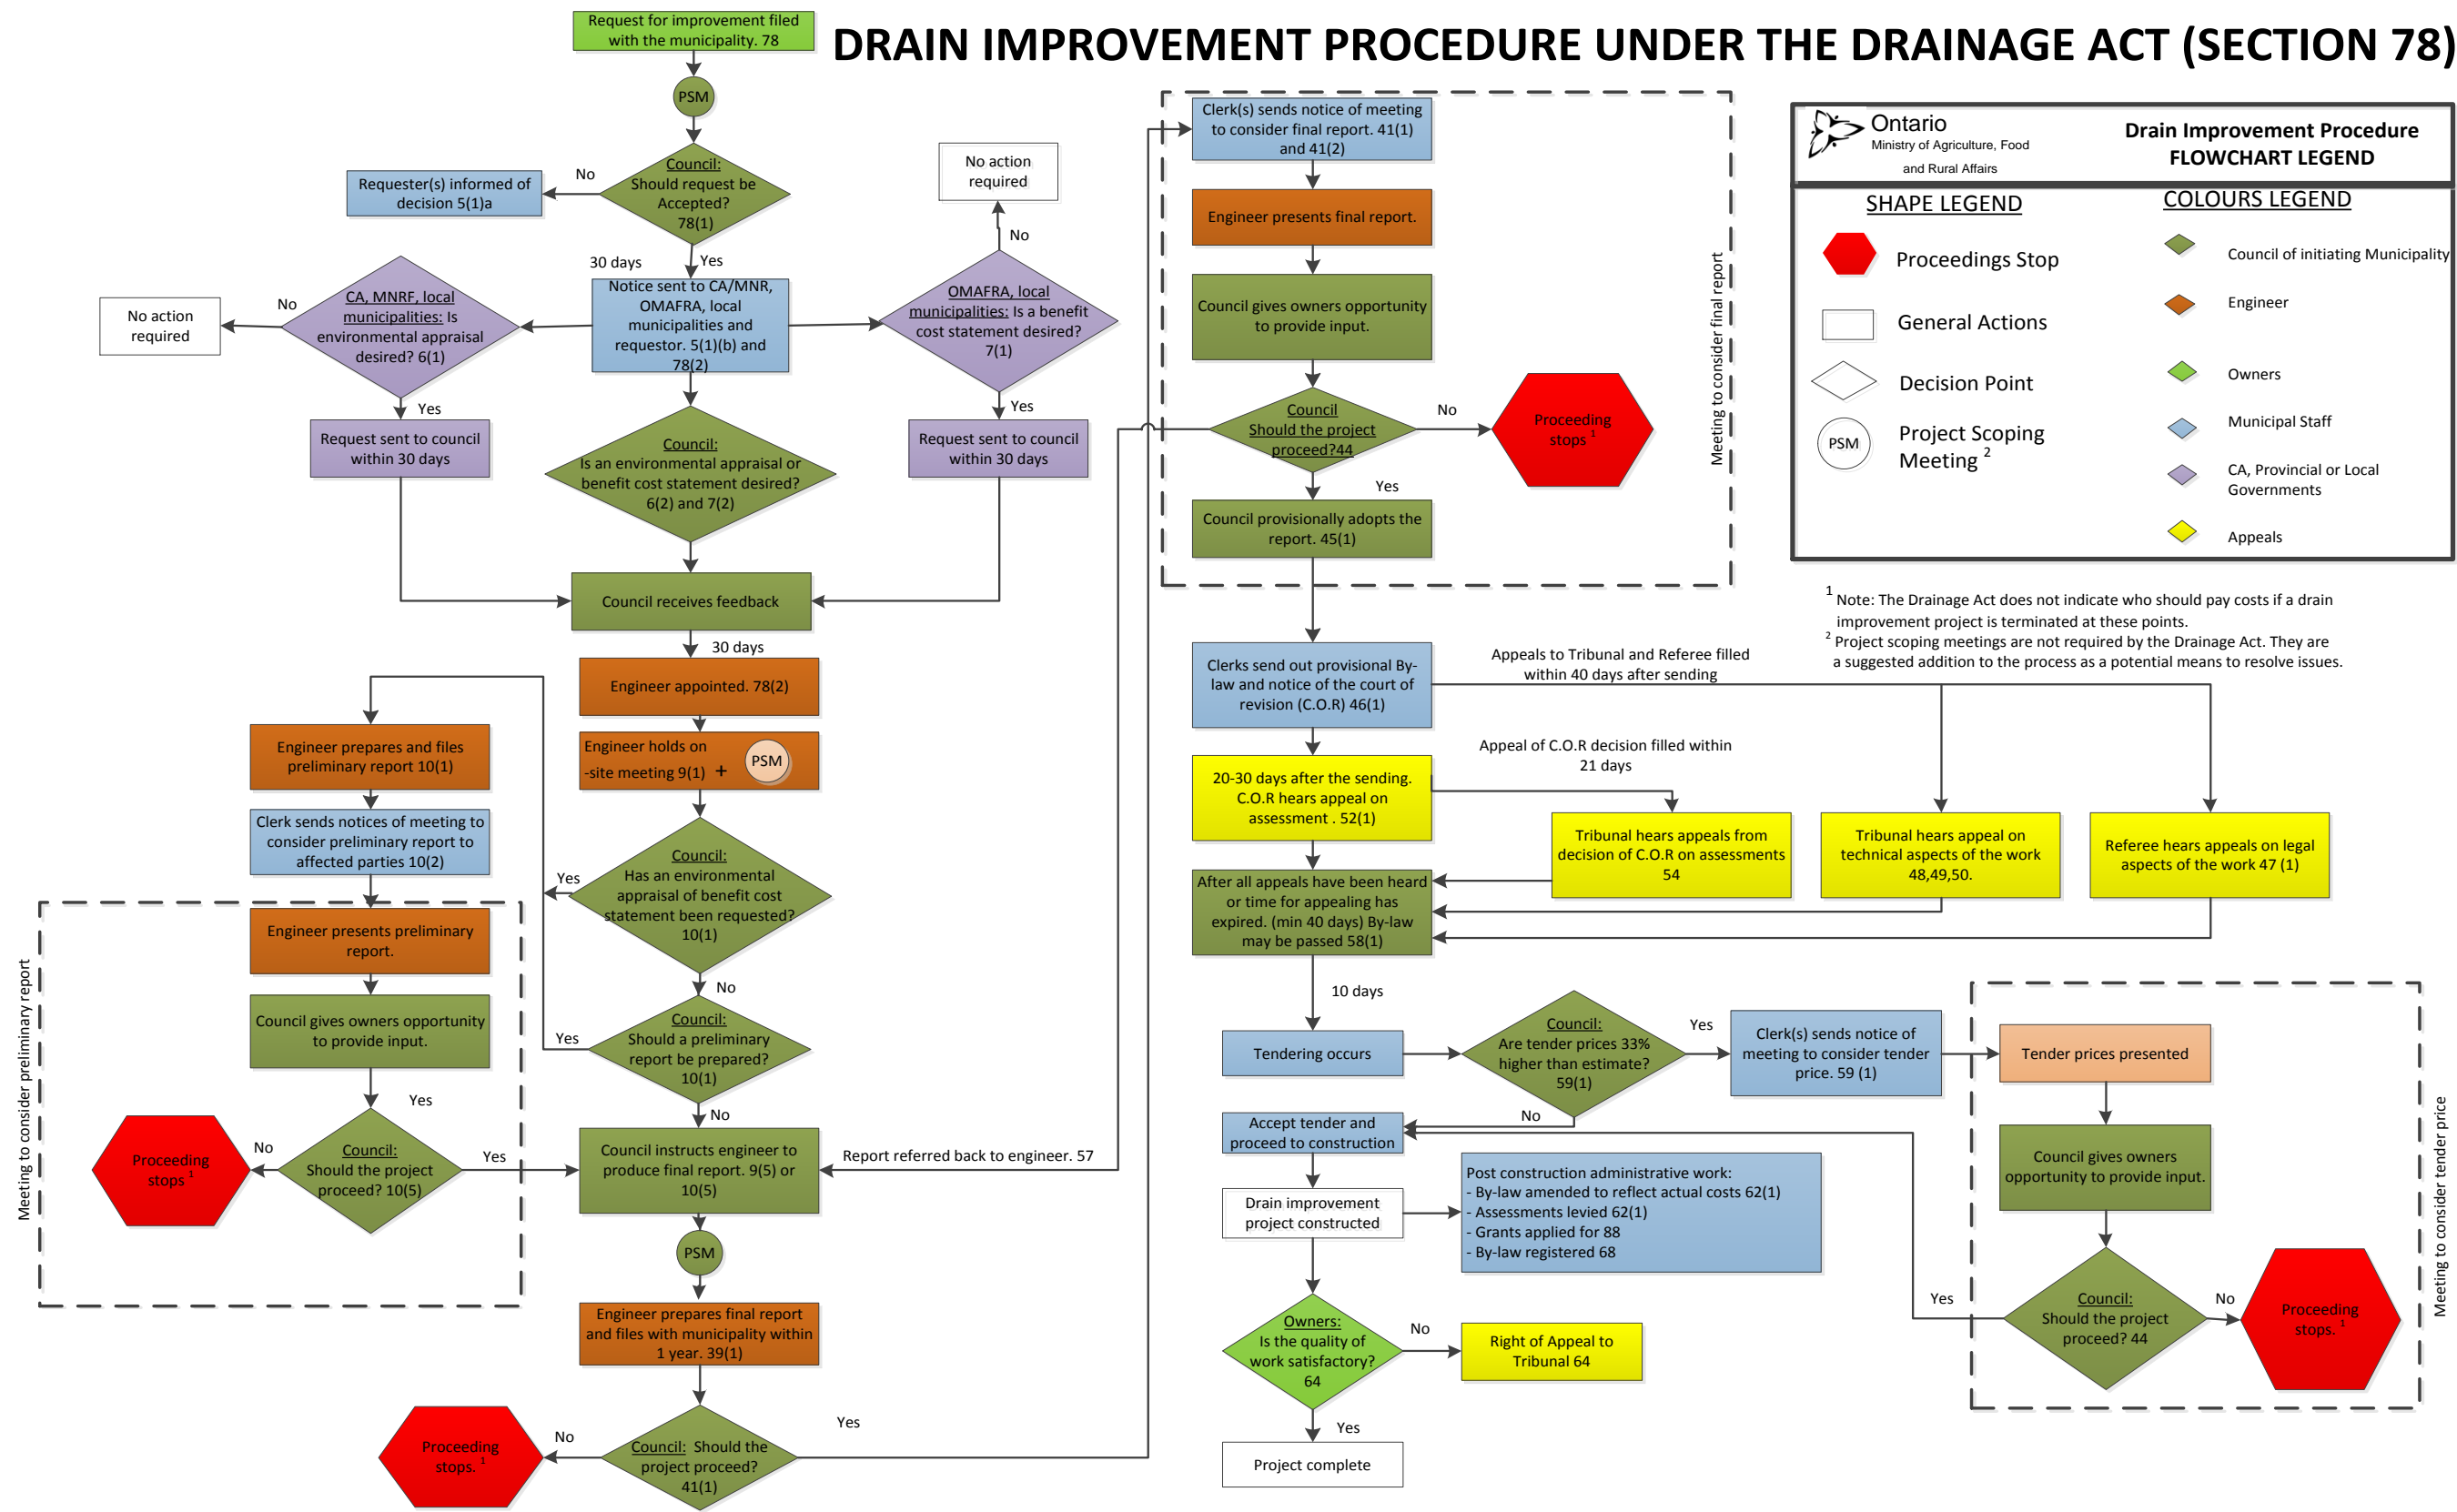 DRAIN IMPROVEMENT PROCEDURE UNDER THE DRAINAGE ACT (SECTION 78)
Request for improvement filed
with the municipality. 78
PSM
Council:
Should request be
Accepted?
78(1)
No
Requester(s) informed of
decision 5(1)a
Yes
30 days
Notice sent to CA/MNR,
OMAFRA, local
municipalities and
requestor. 5(1)(b) and
78(2)
CA, MNRF, local
municipalities: Is
environmental appraisal
desired? 6(1)
No
No action
required
Yes
Request sent to council
within 30 days
OMAFRA, local
municipalities: Is a benefit
cost statement desired?
7(1)
No
No action
required
Yes
Request sent to council
within 30 days
Council:
Is an environmental appraisal or
benefit cost statement desired?
6(2) and 7(2)
Council receives feedback
30 days
Engineer appointed. 78(2)
Engineer holds on
-site meeting 9(1) +
PSM
Council:
Has an environmental
appraisal of benefit cost
statement been requested?
10(1)
Yes
No
Council:
Should a preliminary
report be prepared?
10(1)
Yes
No
Engineer prepares and files
preliminary report 10(1)
Clerk sends notices of meeting to
consider preliminary report to
affected parties 10(2)
Meeting to consider preliminary report
Engineer presents preliminary
report.
Council gives owners opportunity
to provide input.
Yes
Council:
Should the project
proceed? 10(5)
No
Proceeding
stops 1
Yes
Council instructs engineer to
produce final report. 9(5) or
10(5)
Report referred back to engineer. 57
PSM
Engineer prepares final report
and files with municipality within
1 year. 39(1)
Council: Should the
project proceed?
41(1)
No
Proceeding
stops. 1
Yes
Meeting to consider final report
Clerk(s) sends notice of meeting
to consider final report. 41(1)
and 41(2)
Engineer presents final report.
Council gives owners opportunity
to provide input.
Council
Should the project
proceed?44
No
Proceeding
stops 1
Yes
Council provisionally adopts the
report. 45(1)
Clerks send out provisional By-
law and notice of the court of
revision (C.O.R) 46(1)
Appeals to Tribunal and Referee filled
within 40 days after sending
20-30 days after the sending.
C.O.R hears appeal on
assessment . 52(1)
Appeal of C.O.R decision filled within
21 days
Tribunal hears appeals from
decision of C.O.R on assessments
54
Tribunal hears appeal on
technical aspects of the work
48,49,50.
Referee hears appeals on legal
aspects of the work 47 (1)
After all appeals have been heard
or time for appealing has
expired. (min 40 days) By-law
may be passed 58(1)
10 days
Tendering occurs
Council:
Are tender prices 33%
higher than estimate?
59(1)
Yes
Clerk(s) sends notice of
meeting to consider tender
price. 59 (1)
No
Accept tender and
proceed to construction
Drain improvement
project constructed
Post construction administrative work:
- By-law amended to reflect actual costs 62(1)
- Assessments levied 62(1)
- Grants applied for 88
- By-law registered 68
Owners:
Is the quality of
work satisfactory?
64
No
Right of Appeal to
Tribunal 64
Yes
Project complete
Meeting to consider tender price
Tender prices presented
Council gives owners
opportunity to provide input.
Council:
Should the project
proceed? 44
Yes
No
Proceeding
stops. 1
Ontario
Ministry of Agriculture, Food
and Rural Affairs
Drain Improvement Procedure
FLOWCHART LEGEND
SHAPE LEGEND
Proceedings Stop
General Actions
Decision Point
PSM
Project Scoping
Meeting 2
COLOURS LEGEND
Council of initiating Municipality
Engineer
Owners
Municipal Staff
CA, Provincial or Local
Governments
Appeals
1 Note: The Drainage Act does not indicate who should pay costs if a drain
improvement project is terminated at these points.
2 Project scoping meetings are not required by the Drainage Act. They are
a suggested addition to the process as a potential means to resolve issues.